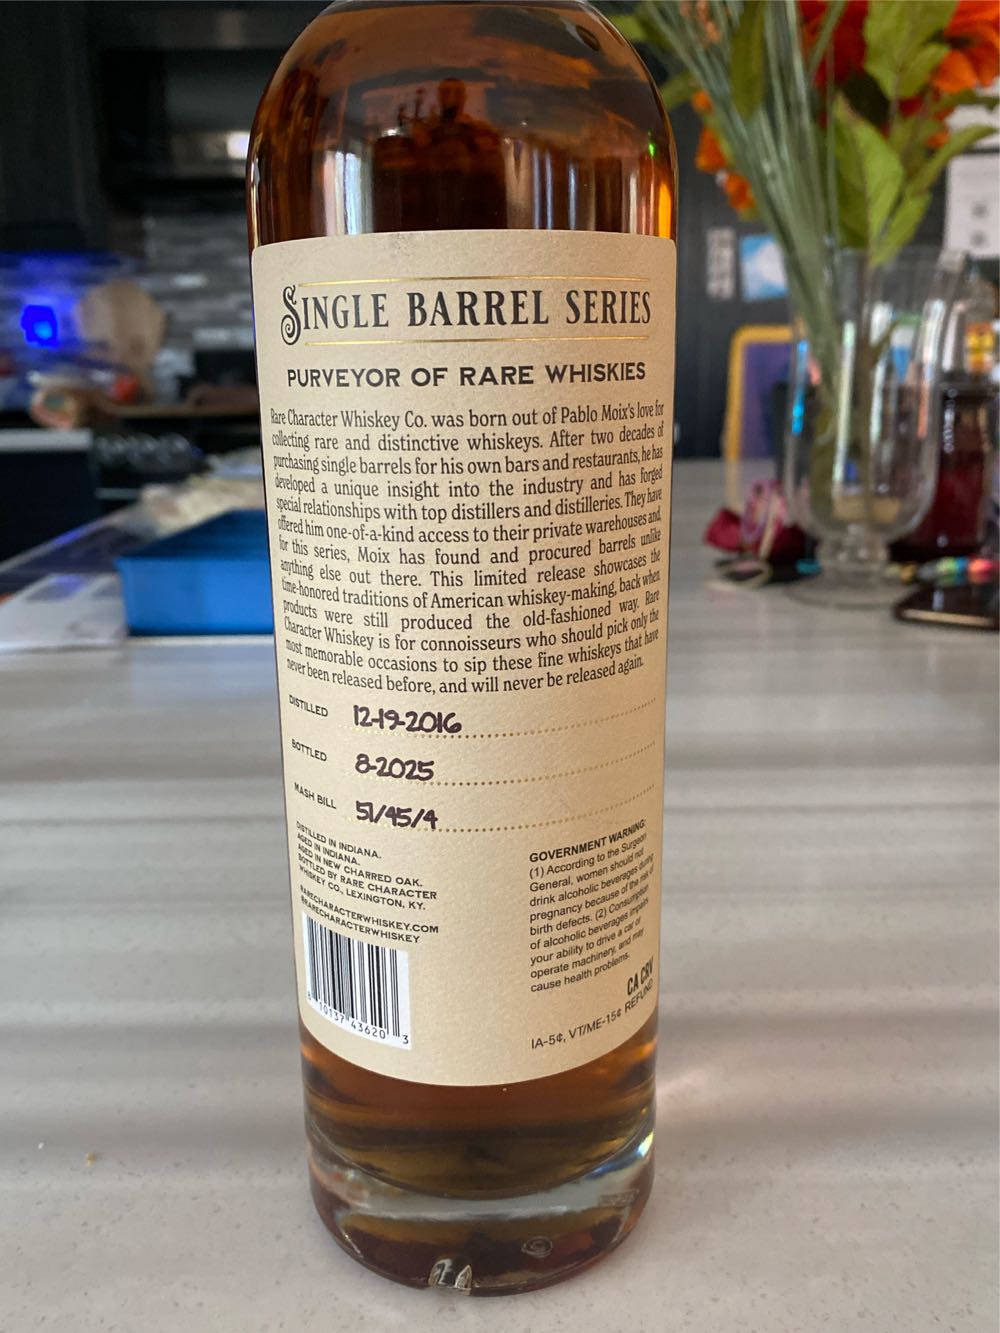 SINGLE BARREL SERIES
PURVEYOR OF RARE WHISKIES
Rare Character Whiskey Co. was born out of Pablo Moix's love for
collecting rare and distinctive whiskeys. After two decades of
purchasing single barrels for his own bars and restaurants, he has
developed a unique insight into the industry and has forged
special relationships with top distillers and distilleries. They have
offered him one-of-a-kind access to their private warehouses and,
for this series, Moix has found and procured barrels unlike
anything else out there. This limited release showcases the
time-honored traditions of American whiskey-making, back when
products were still produced the old-fashioned way. Rare
Character Whiskey is for connoisseurs who should pick only the
most memorable occasions to sip these fine whiskeys that have
never been released before, and will never be released again.
DISTILLED 12-19-2016
BOTTLED 8-2025
MASH BILL 51/45/4
DISTILLED IN INDIANA.
AGED IN INDIANA.
AGED IN NEW CHARRED OAK.
BOTTLED BY RARE CHARACTER
WHISKEY CO., LEXINGTON, KY.
RARECHARACTERWHISKEY.COM
@RARECHARACTERWHISKEY
8 10137 43620 3
GOVERNMENT WARNING:
(1) According to the Surgeon
General, women should not
drink alcoholic beverages during
pregnancy because of the risk of
birth defects. (2) Consumption
of alcoholic beverages impairs
your ability to drive a car or
operate machinery, and may
cause health problems.
CA CRV
IA-5¢, VT/ME-15¢ REFUND